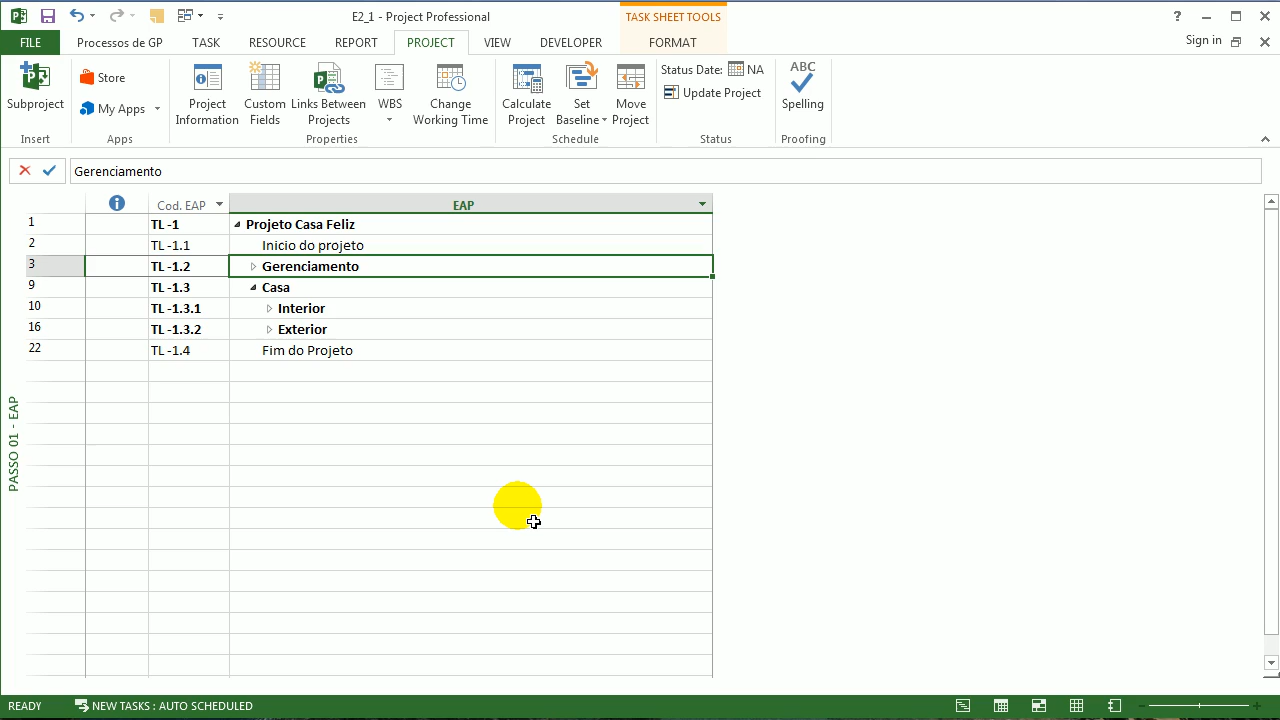 E2_1 - Project Professional
TASK SHEET TOOLS
?
FILE
Processos de GP
TASK
RESOURCE
REPORT
PROJECT
VIEW
DEVELOPER
FORMAT
Sign in
Subproject
Store
My Apps
Project Information
Custom Fields
Links Between Projects
WBS
Change Working Time
Calculate Project
Set Baseline
Move Project
Status Date: NA
Update Project
ABC
Spelling
Insert
Apps
Properties
Schedule
Status
Proofing
Gerenciamento
Cod. EAP
EAP
1 TL -1 Projeto Casa Feliz
2 TL -1.1 Inicio do projeto
3 TL -1.2 Gerenciamento
9 TL -1.3 Casa
10 TL -1.3.1 Interior
16 TL -1.3.2 Exterior
22 TL -1.4 Fim do Projeto
PASSO 01 - EAP
READY
NEW TASKS : AUTO SCHEDULED